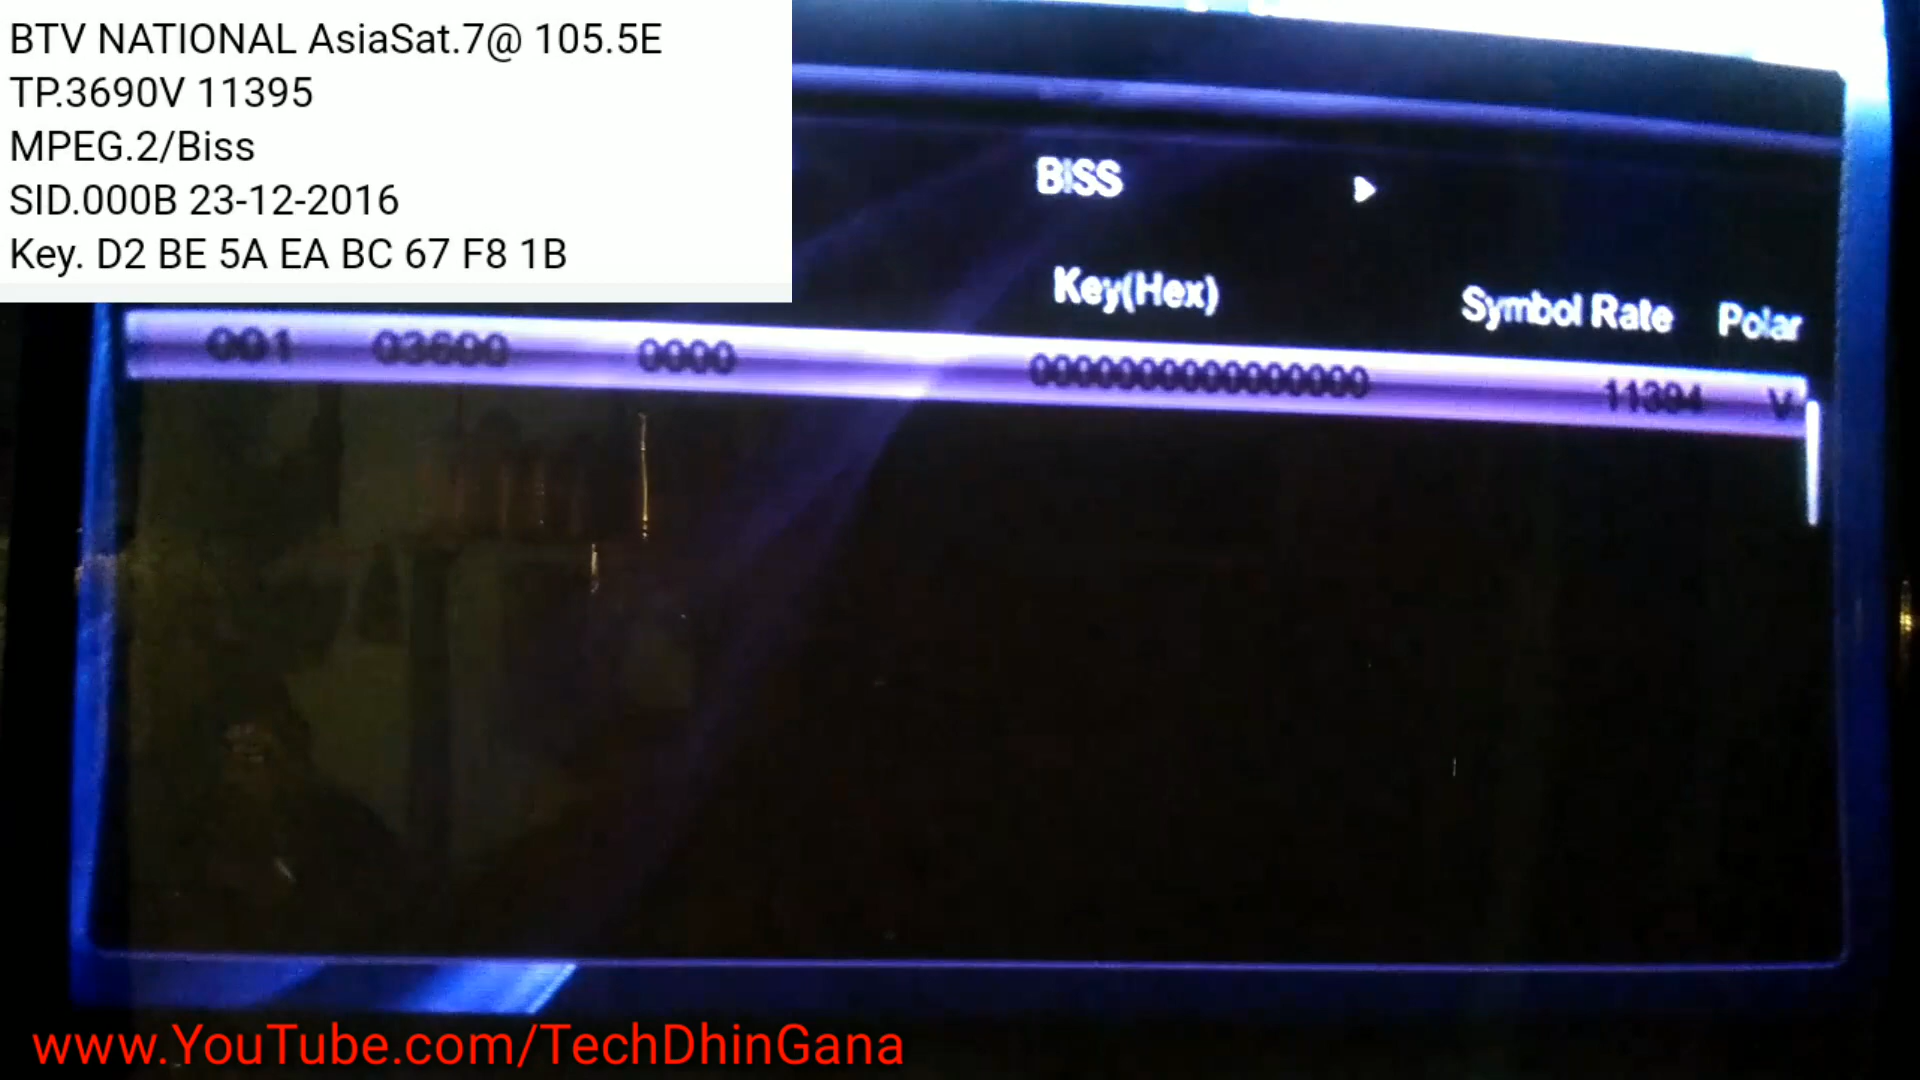 BTV NATIONAL AsiaSat.7@ 105.5E
TP.3690V 11395
MPEG.2/Biss
SID.000B 23-12-2016
Key. D2 BE 5A EA BC 67 F8 1B
BISS
Key(Hex) Symbol Rate Polar
001 03690 0000 0000000000000000 11394 V
www.YouTube.com/TechDhinGana